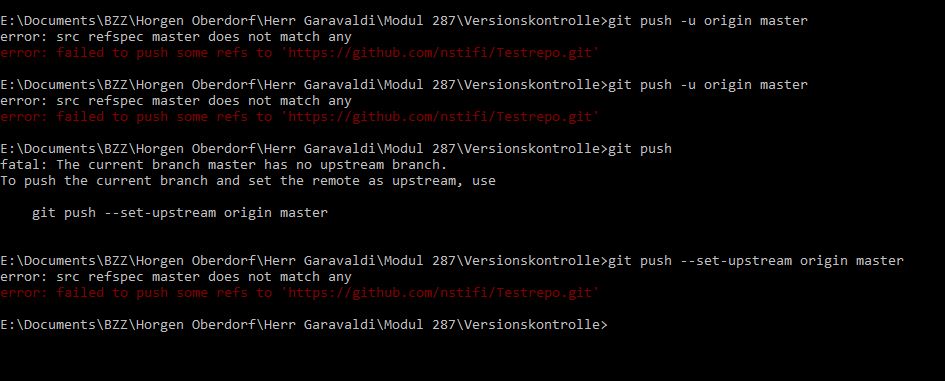 E:\Documents\BZZ\Horgen Oberdorf\Herr Garavaldi\Modul 287\Versionskontrolle>git push -u origin master
error: src refspec master does not match any
error: failed to push some refs to 'https://github.com/nstifi/Testrepo.git'
E:\Documents\BZZ\Horgen Oberdorf\Herr Garavaldi\Modul 287\Versionskontrolle>git push -u origin master
error: src refspec master does not match any
error: failed to push some refs to 'https://github.com/nstifi/Testrepo.git'
E:\Documents\BZZ\Horgen Oberdorf\Herr Garavaldi\Modul 287\Versionskontrolle>git push
fatal: The current branch master has no upstream branch.
To push the current branch and set the remote as upstream, use
git push --set-upstream origin master
E:\Documents\BZZ\Horgen Oberdorf\Herr Garavaldi\Modul 287\Versionskontrolle>git push --set-upstream origin master
error: src refspec master does not match any
error: failed to push some refs to 'https://github.com/nstifi/Testrepo.git'
E:\Documents\BZZ\Horgen Oberdorf\Herr Garavaldi\Modul 287\Versionskontrolle>